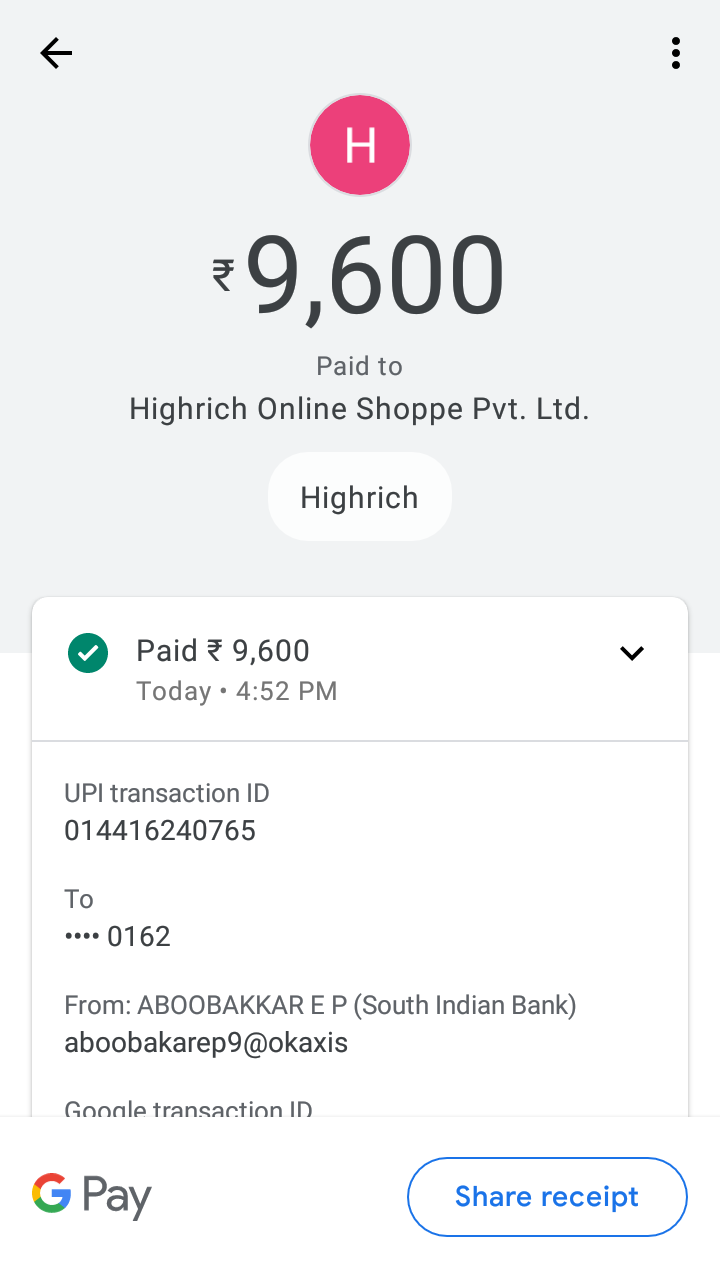 H
₹9,600
Paid to
Highrich Online Shoppe Pvt. Ltd.
Highrich
Paid ₹ 9,600
Today • 4:52 PM
UPI transaction ID
014416240765
To
•••• 0162
From: ABOOBAKKAR E P (South Indian Bank)
aboobakarep9@okaxis
Google transaction ID
G Pay
Share receipt